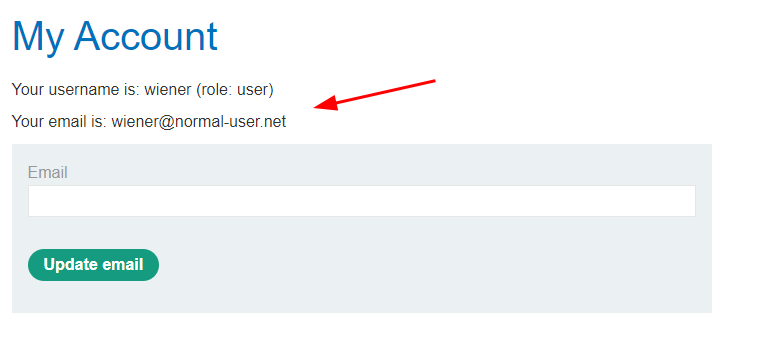 My Account
Your username is: wiener (role: user)
Your email is: wiener@normal-user.net
Email
Update email